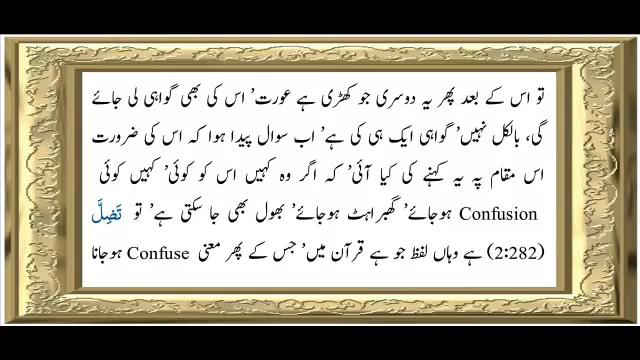 تو اس کے بعد پھر یہ دوسری جو کھڑی ہے عورت’ اس کی بھی گواہی لی جائے
گی، بالکل نہیں’ گواہی ایک ہی کی ہے’ اب سوال پیدا ہوا کہ اس کی ضرورت
اس مقام پہ یہ کہنے کی کیا آئی’ کہ اگر وہ کہیں اس کو کوئی’ کہیں کوئی
Confusion ہوجائے’ گھبراہٹ ہوجائے’ بھول بھی جا سکتی ہے’ تو تَضِلَّ
(2:282) ہے وہاں لفظ جو ہے قرآن میں’ جس کے پھر معنی Confuse ہوجانا